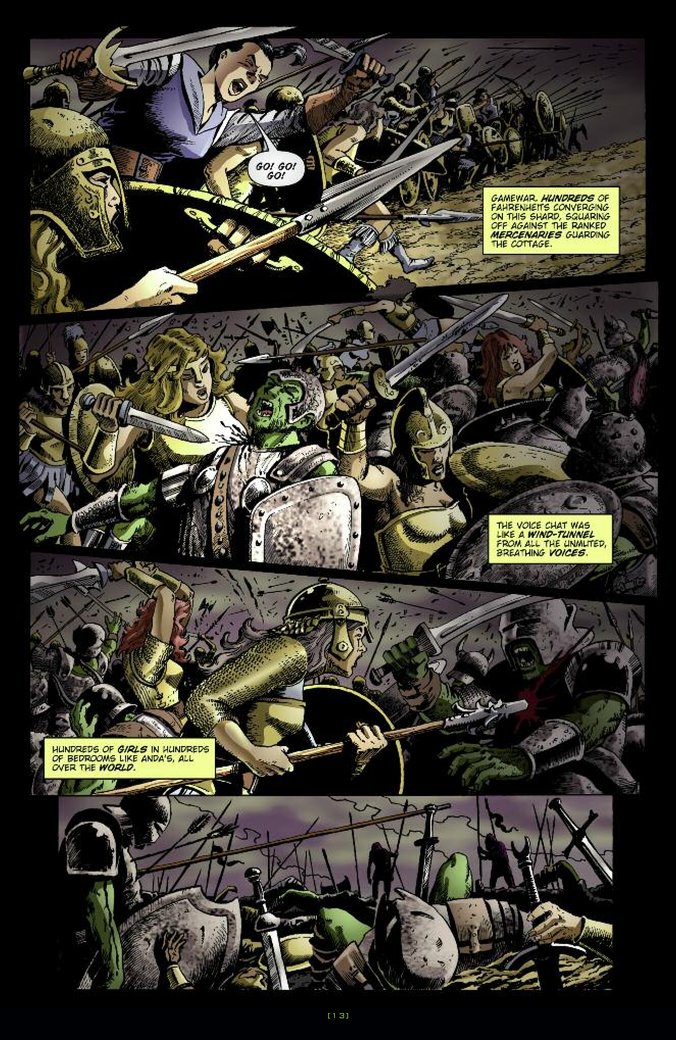 GO! GO!
GO!
GAMEWAR. HUNDREDS OF
FAHRENHEITS CONVERGING
ON THIS SHARD, SQUARING
OFF AGAINST THE RANKED
MERCENARIES GUARDING
THE COTTAGE.
THE VOICE CHAT WAS
LIKE A WIND-TUNNEL
FROM ALL THE UNMUTED,
BREATHING VOICES.
HUNDREDS OF GIRLS IN HUNDREDS
OF BEDROOMS LIKE ANDA'S, ALL
OVER THE WORLD.
[13]